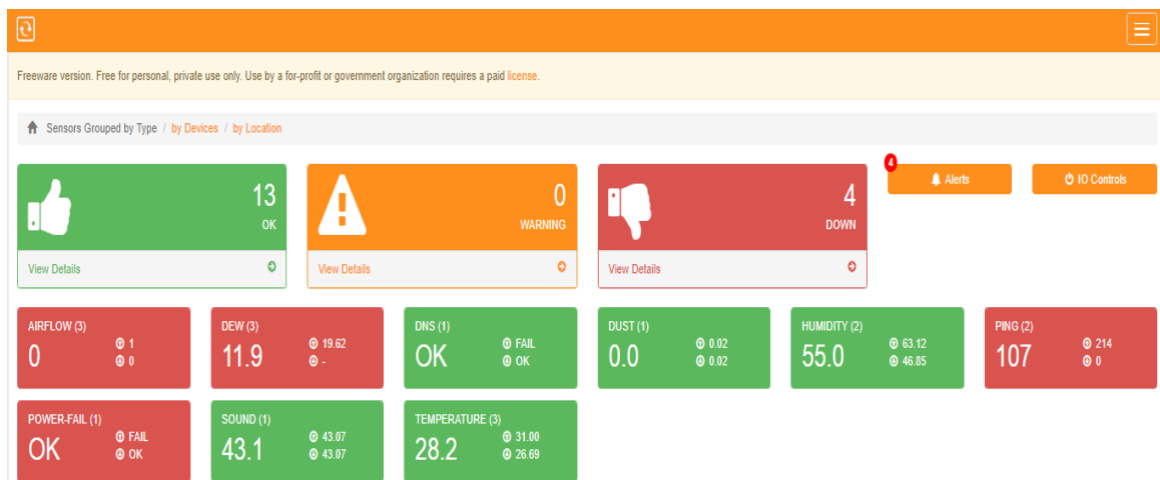 Freeware version. Free for personal, private use only. Use by a for-profit or government organization requires a paid license.
Sensors Grouped by Type / by Devices / by Location
13
OK
View Details
0
WARNING
View Details
4
DOWN
View Details
4
Alerts
IO Controls
AIRFLOW (3)
0
1
0
DEW (3)
11.9
19.62
-
DNS (1)
OK
FAIL
OK
DUST (1)
0.0
0.02
0.02
HUMIDITY (2)
55.0
63.12
46.85
PING (2)
107
214
0
POWER-FAIL (1)
OK
FAIL
OK
SOUND (1)
43.1
43.07
43.07
TEMPERATURE (3)
28.2
31.00
26.69